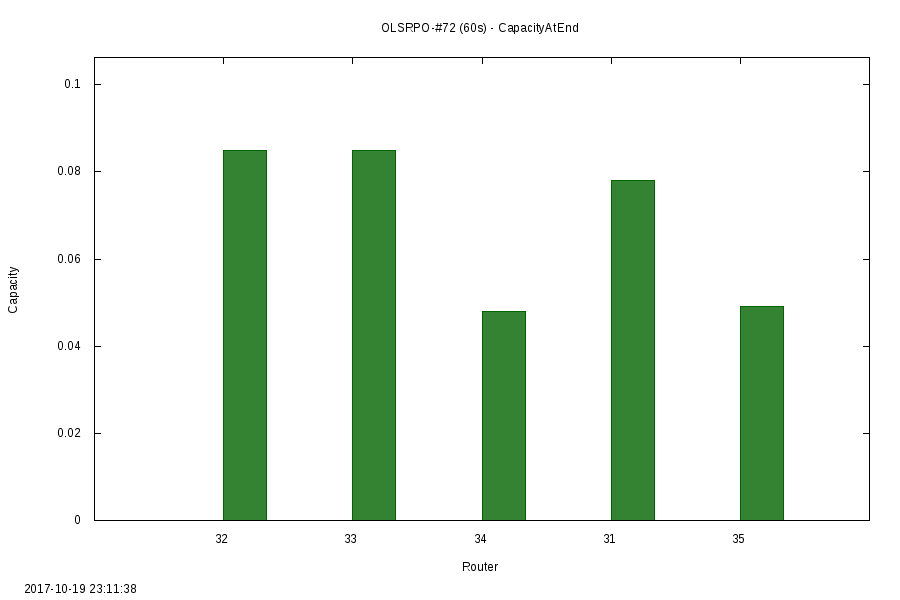 OLSRPO-#72 (60s) - CapacityAtEnd
0.1
0.08
0.06
0.04
0.02
0
Capacity
32 33 34 31 35
Router
2017-10-19 23:11:38